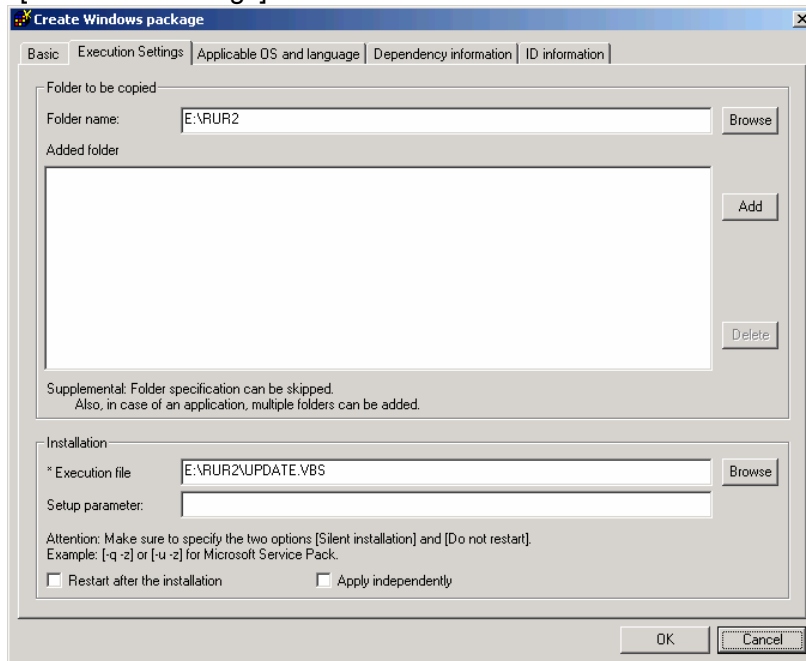 Create Windows package
Basic Execution Settings Applicable OS and language Dependency information ID information
Folder to be copied
Folder name: E:\RUR2 Browse
Added folder
Add
Delete
Supplemental: Folder specification can be skipped.
Also, in case of an application, multiple folders can be added.
Installation
* Execution file E:\RUR2\UPDATE.VBS Browse
Setup parameter:
Attention: Make sure to specify the two options [Silent installation] and [Do not restart].
Example: [-q -z] or [-u -z] for Microsoft Service Pack.
Restart after the installation Apply independently
OK Cancel